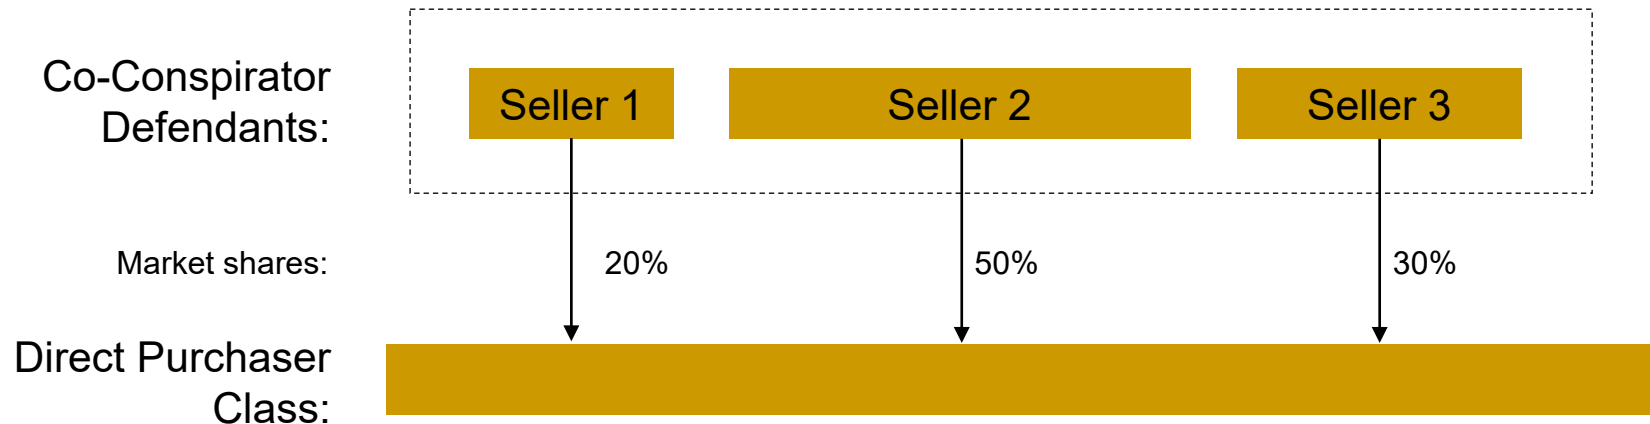 Co-Conspirator
Defendants:
Seller 1
Seller 2
Seller 3
Market shares:
20%
50%
30%
Direct Purchaser
Class: